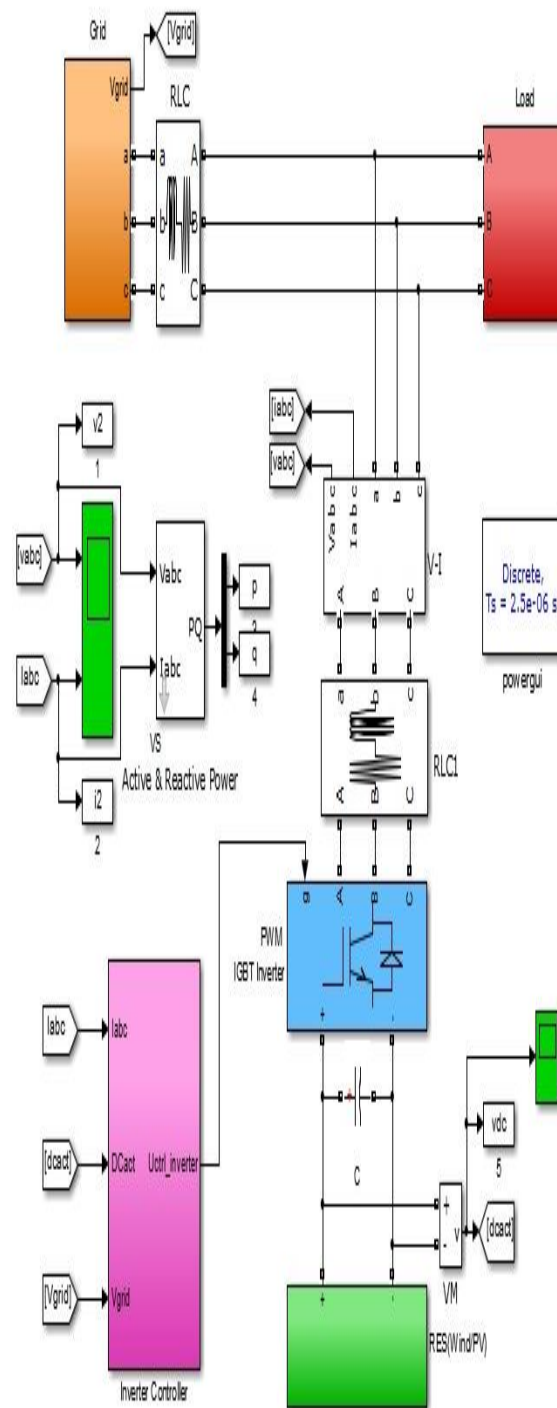 Grid
[Vgrid]
Vgrid
RLC
Load
a
a
A
A
b
b
B
B
c
c
C
C
[iabc]
[vabc]
Vabc
Iabc
a
b
c
V-I
A
B
C
v2
1
[vabc]
Iabc
Vabc
Iabc
PQ
p
3
q
4
VS
Active & Reactive Power
i2
2
Discrete,
Ts = 2.5e-06 s
powergui
a
b
c
RLC1
A
B
C
g
A
B
C
PWM
IGBT Inverter
+
-
+
C
Iabc
Iabc
[dcact]
DCact
Uctrl_inverter
[Vgrid]
Vgrid
Inverter Controller
vdc
5
+
-
v
[dcact]
VM
+
-
RES(Wind/PV)